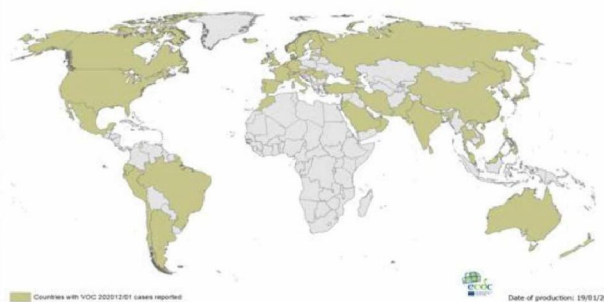 Countries with VOC 202012/01 cases reported
ecdc
Date of production: 19/01/2